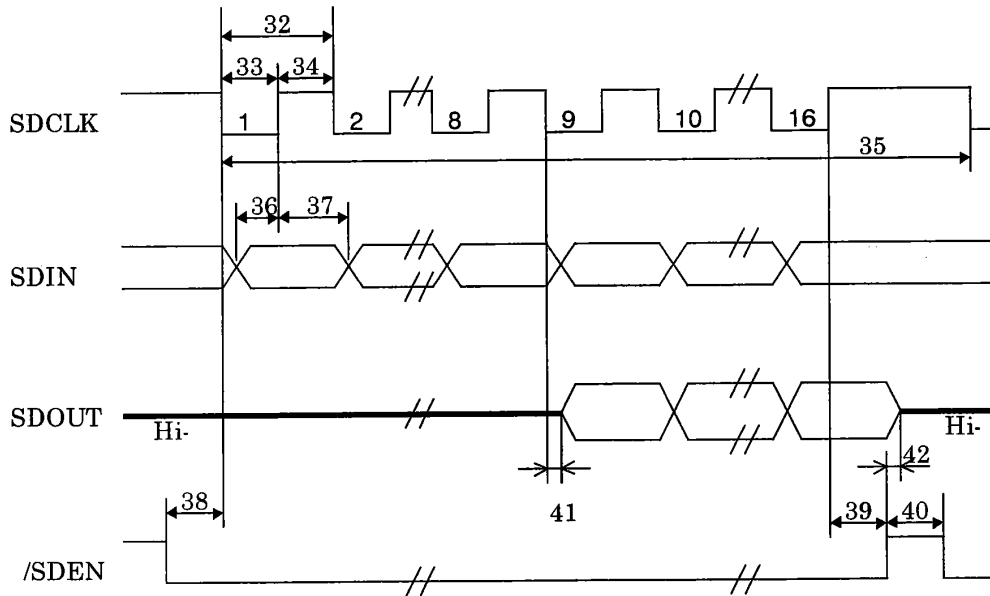 32
33 34
SDCLK 1 2 8 9 10 16
35
36 37
SDIN
SDOUT
Hi- Hi-
42
38 41 39 40
/SDEN